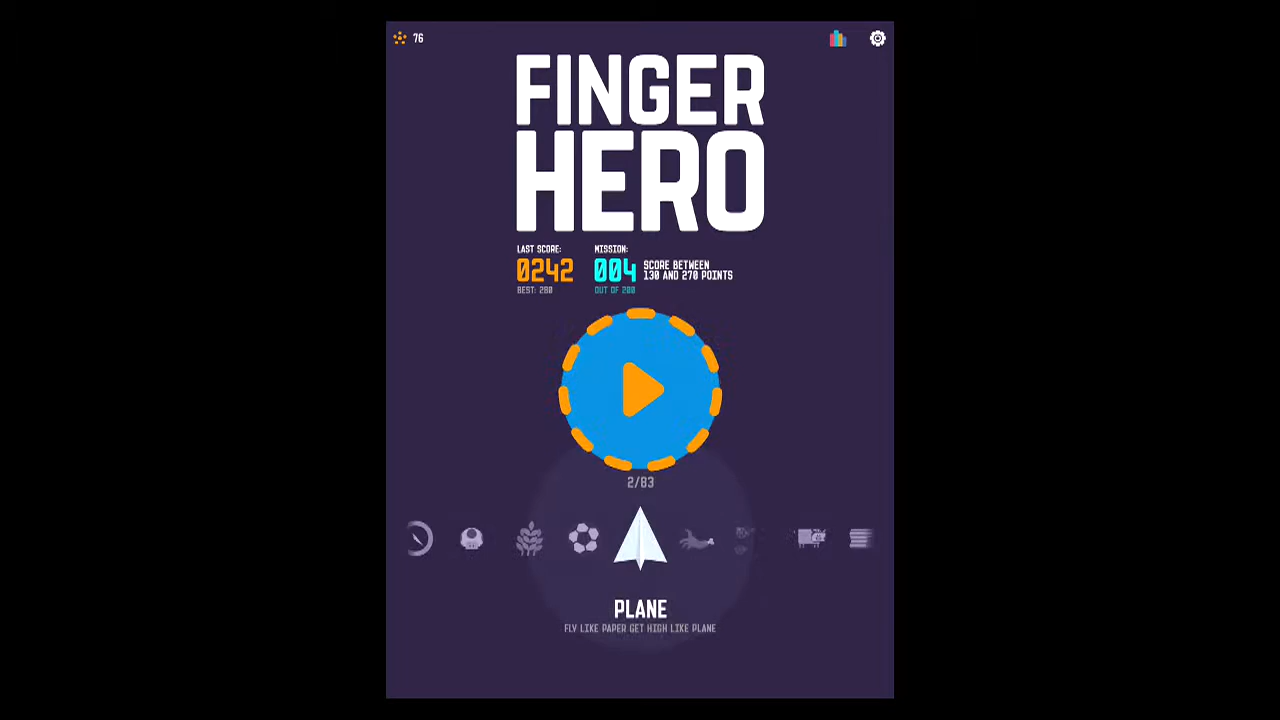 76
FINGER
HERO
LAST SCORE:
0242
BEST: 260
MISSION:
004
OUT OF 200
SCORE BETWEEN
130 AND 270 POINTS
2/83
PLANE
FLY LIKE PAPER GET HIGH LIKE PLANE